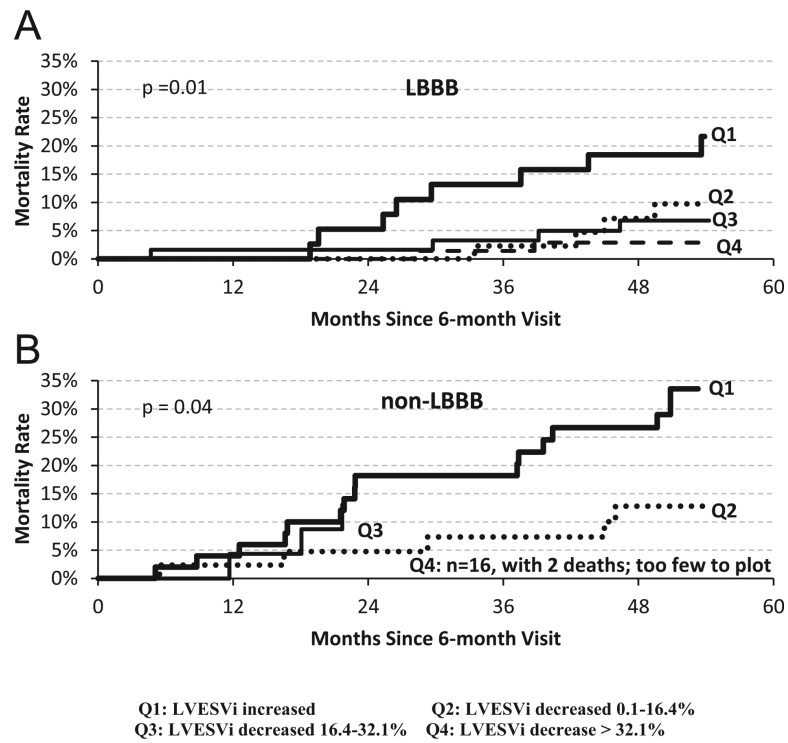 A
35%
30%
25%
20%
15%
10%
5%
0%
Mortality Rate
p =0.01
LBBB
Q1
Q2
Q3
Q4
0 12 24 36 48 60
Months Since 6-month Visit
B
35%
30%
25%
20%
15%
10%
5%
0%
Mortality Rate
p = 0.04
non-LBBB
Q1
Q2
Q3
Q4: n=16, with 2 deaths; too few to plot
0 12 24 36 48 60
Months Since 6-month Visit
Q1: LVESVi increased Q2: LVESVi decreased 0.1-16.4%
Q3: LVESVi decreased 16.4-32.1% Q4: LVESVi decrease > 32.1%